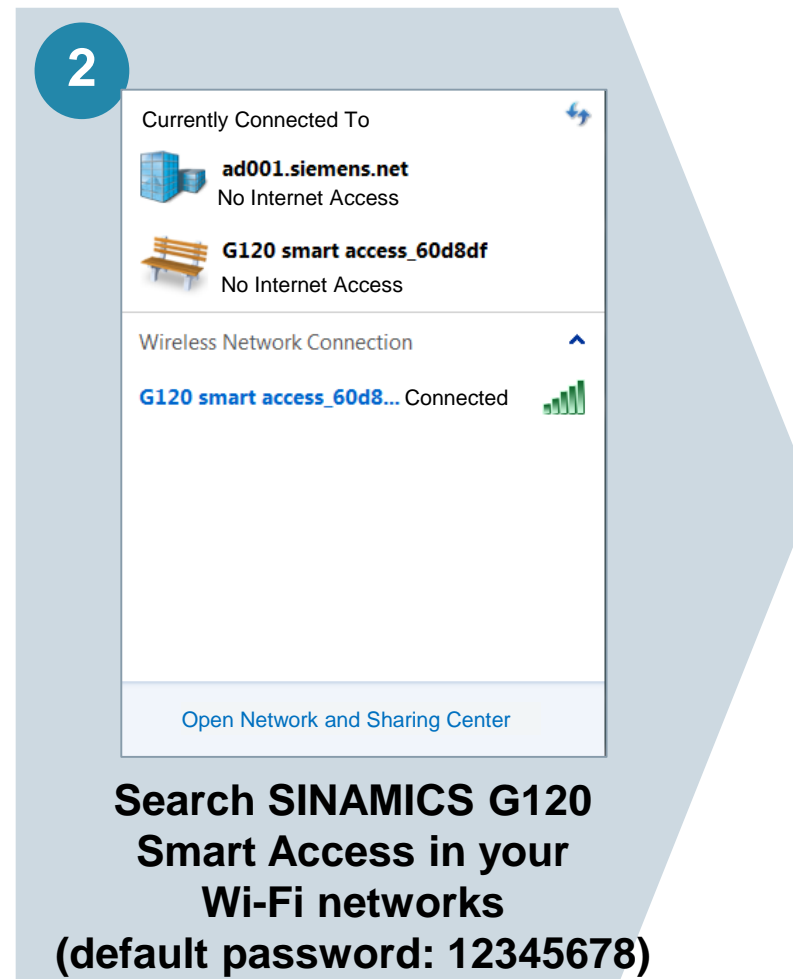 2
Currently Connected To
ad001.siemens.net
No Internet Access
G120 smart access_60d8df
No Internet Access
Wireless Network Connection
G120 smart access_60d8... Connected
Open Network and Sharing Center
Search SINAMICS G120
Smart Access in your
Wi-Fi networks
(default password: 12345678)